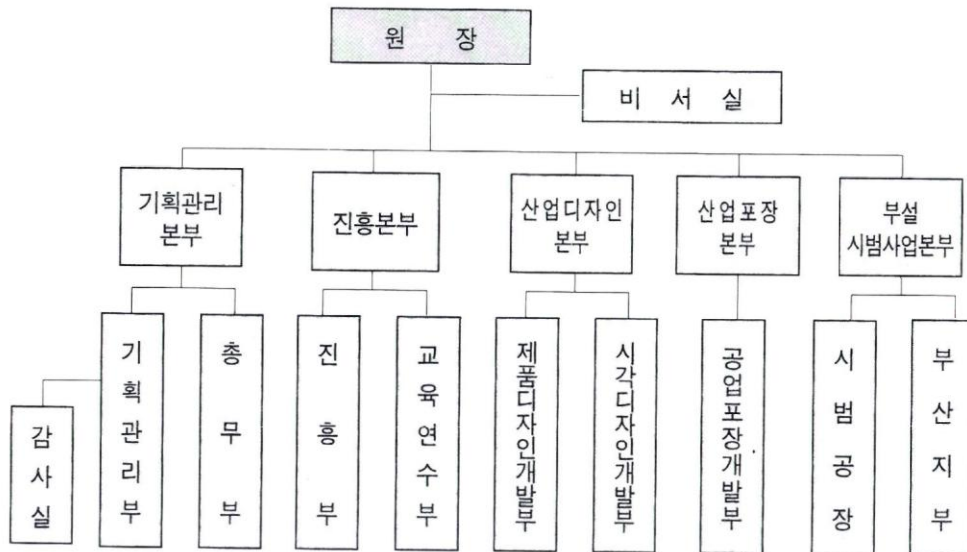 원 장
비 서 실
기획관리
본부
진흥본부
산업디자인
본부
산업포장
본부
부설
시범사업본부
감사실
기획관리부
총무부
진흥부
교육연수부
제품디자인개발부
시각디자인개발부
공업포장개발부
시범공장
부산지부